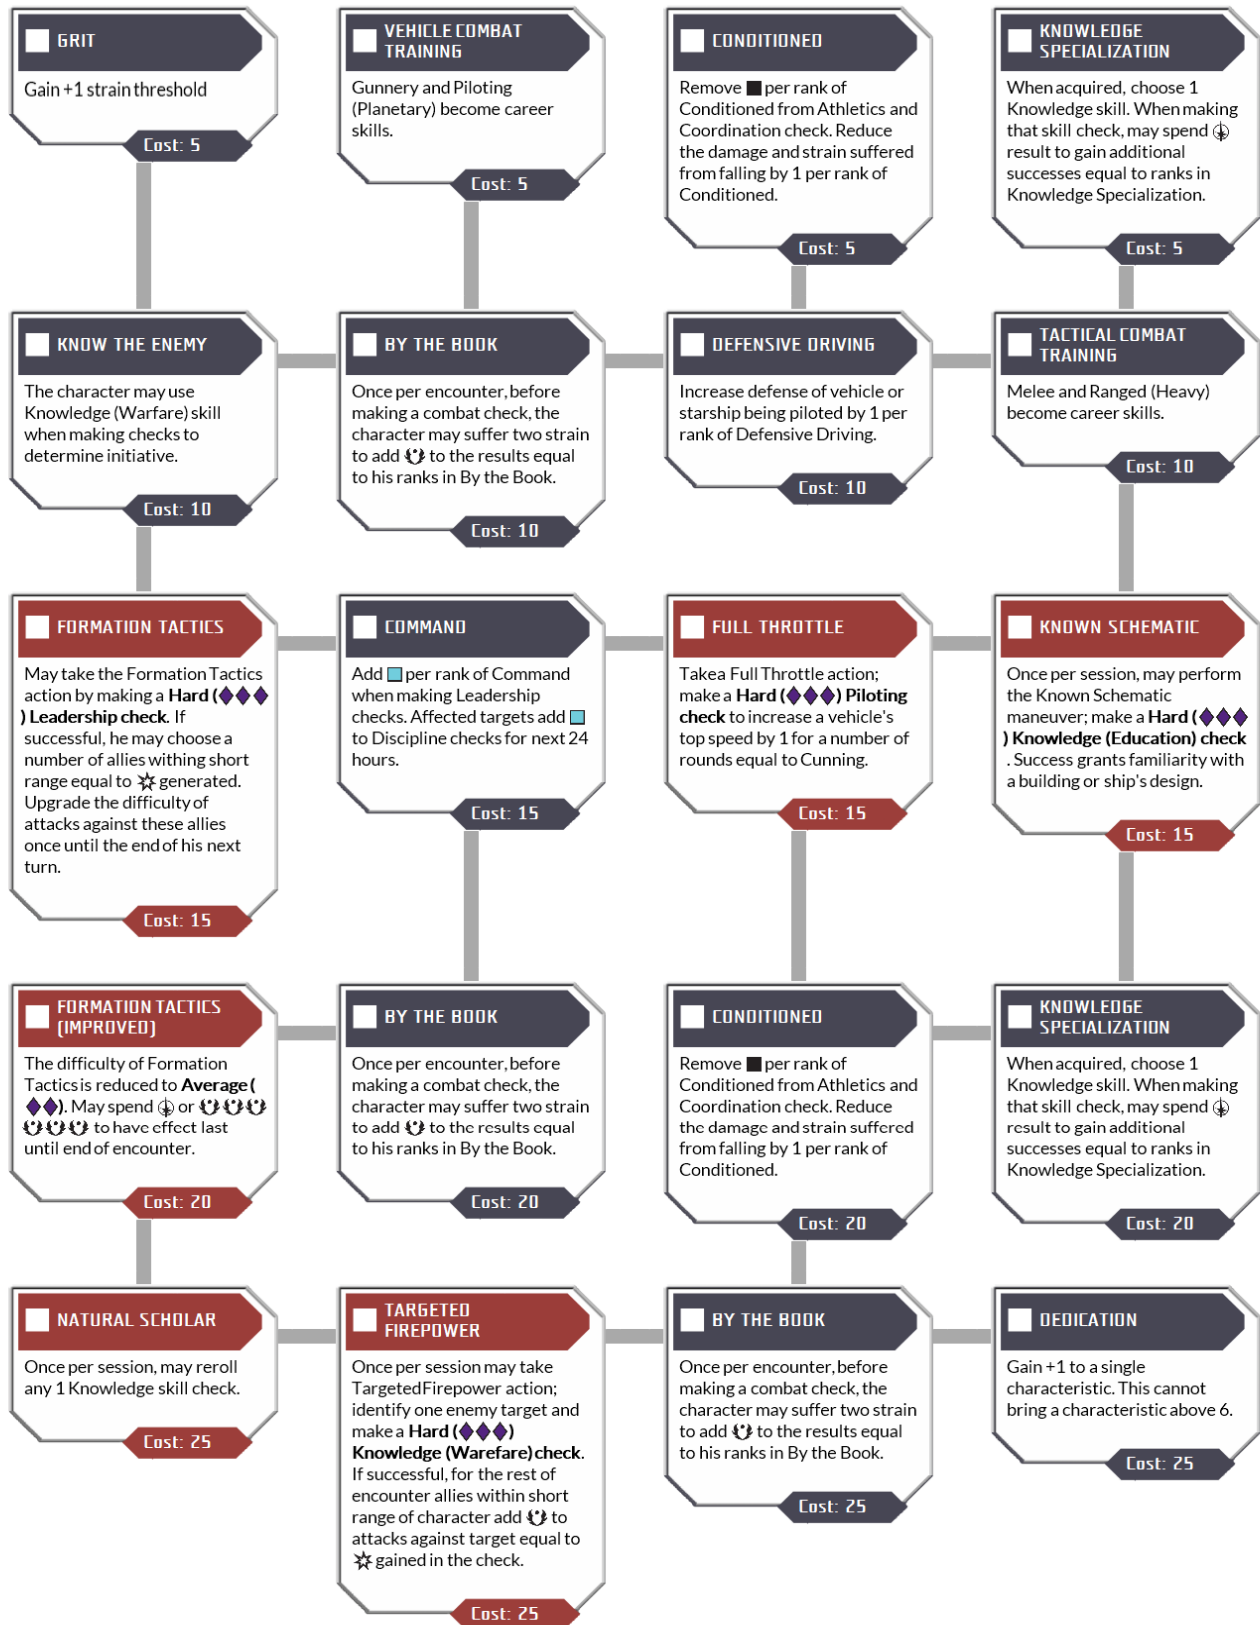 GRIT
Gain +1 strain threshold
Cost: 5
VEHICLE COMBAT
TRAINING
Gunnery and Piloting
(Planetary) become career
skills.
Cost: 5
CONDITIONED
Remove per rank of
Conditioned from Athletics and
Coordination check. Reduce
the damage and strain suffered
from falling by 1 per rank of
Conditioned.
Cost: 5
KNOWLEDGE
SPECIALIZATION
When acquired, choose 1
Knowledge skill. When making
that skill check, may spend
result to gain additional
successes equal to ranks in
Knowledge Specialization.
Cost: 5
KNOW THE ENEMY
The character may use
Knowledge (Warfare) skill
when making checks to
determine initiative.
Cost: 10
BY THE BOOK
Once per encounter, before
making a combat check, the
character may suffer two strain
to add to the results equal
to his ranks in By the Book.
Cost: 10
DEFENSIVE DRIVING
Increase defense of vehicle or
starship being piloted by 1 per
rank of Defensive Driving.
Cost: 10
TACTICAL COMBAT
TRAINING
Melee and Ranged (Heavy)
become career skills.
Cost: 10
FORMATION TACTICS
May take the Formation Tactics
action by making a Hard (
) Leadership check. If
successful, he may choose a
number of allies withing short
range equal to generated.
Upgrade the difficulty of
attacks against these allies
once until the end of his next
turn.
Cost: 15
COMMAND
Add per rank of Command
when making Leadership
checks. Affected targets add
to Discipline checks for next 24
hours.
Cost: 15
FULL THROTTLE
Takea Full Throttle action;
make a Hard ( ) Piloting
check to increase a vehicle's
top speed by 1 for a number of
rounds equal to Cunning.
Cost: 15
KNOWN SCHEMATIC
Once per session, may perform
the Known Schematic
maneuver; make a Hard (
) Knowledge (Education) check
. Success grants familiarity with
a building or ship's design.
Cost: 15
FORMATION TACTICS
(IMPROVED)
The difficulty of Formation
Tactics is reduced to Average (
). May spend or
to have effect last
until end of encounter.
Cost: 20
BY THE BOOK
Once per encounter, before
making a combat check, the
character may suffer two strain
to add to the results equal
to his ranks in By the Book.
Cost: 20
CONDITIONED
Remove per rank of
Conditioned from Athletics and
Coordination check. Reduce
the damage and strain suffered
from falling by 1 per rank of
Conditioned.
Cost: 20
KNOWLEDGE
SPECIALIZATION
When acquired, choose 1
Knowledge skill. When making
that skill check, may spend
result to gain additional
successes equal to ranks in
Knowledge Specialization.
Cost: 20
NATURAL SCHOLAR
Once per session, may reroll
any 1 Knowledge skill check.
Cost: 25
TARGETED
FIREPOWER
Once per session may take
Targeted Firepower action;
identify one enemy target and
make a Hard ( )
Knowledge (Warefare) check.
If successful, for the rest of
encounter allies within short
range of character add to
attacks against target equal to
gained in the check.
Cost: 25
BY THE BOOK
Once per encounter, before
making a combat check, the
character may suffer two strain
to add to the results equal
to his ranks in By the Book.
Cost: 25
DEDICATION
Gain +1 to a single
characteristic. This cannot
bring a characteristic above 6.
Cost: 25